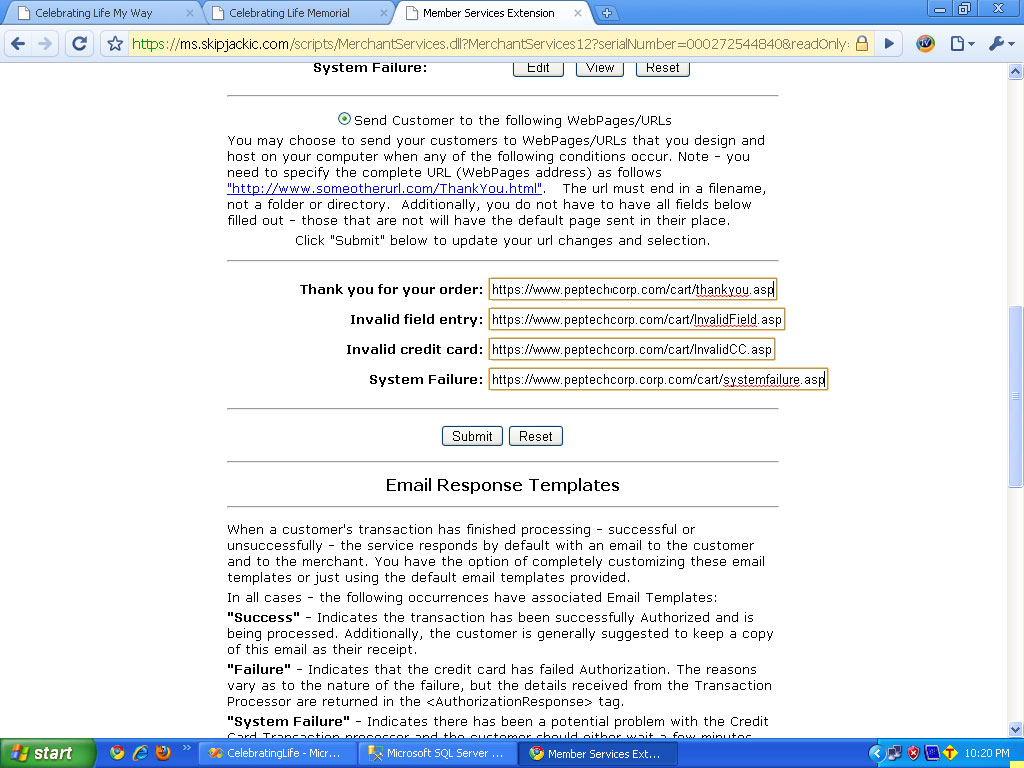 Celebrating Life My Way
Celebrating Life Memorial
Member Services Extension
https://ms.skipjackic.com/scripts/MerchantServices.dll?MerchantServices12?serialNumber=000272544840&readOnly:
System Failure:
Edit
View
Reset
Send Customer to the following WebPages/URLs
You may choose to send your customers to WebPages/URLs that you design and
host on your computer when any of the following conditions occur. Note - you
need to specify the complete URL (WebPages address) as follows
"http://www.someotherurl.com/ThankYou.html". The url must end in a filename,
not a folder or directory. Additionally, you do not have to have all fields below
filled out - those that are not will have the default page sent in their place.
Click "Submit" below to update your url changes and selection.
Thank you for your order: https://www.peptechcorp.com/cart/thankyou.asp
Invalid field entry: https://www.peptechcorp.com/cart/InvalidField.asp
Invalid credit card: https://www.peptechcorp.com/cart/InvalidCC.asp
System Failure: https://www.peptechcorp.corp.com/cart/systemfailure.asp
Submit
Reset
Email Response Templates
When a customer's transaction has finished processing - successful or
unsuccessfully - the service responds by default with an email to the customer
and to the merchant. You have the option of completely customizing these email
templates or just using the default email templates provided.
In all cases - the following occurrences have associated Email Templates:
"Success" - Indicates the transaction has been successfully Authorized and is
being processed. Additionally, the customer is generally suggested to keep a copy
of this email as their receipt.
"Failure" - Indicates that the credit card has failed Authorization. The reasons
vary as to the nature of the failure, but the details received from the Transaction
Processor are returned in the <AuthorizationResponse> tag.
"System Failure" - Indicates there has been a potential problem with the Credit
Card Transaction processor and the customer should either wait a few minutes
start
CelebratingLife - Micr...
Microsoft SQL Server ...
Member Services Ext...
10:20 PM